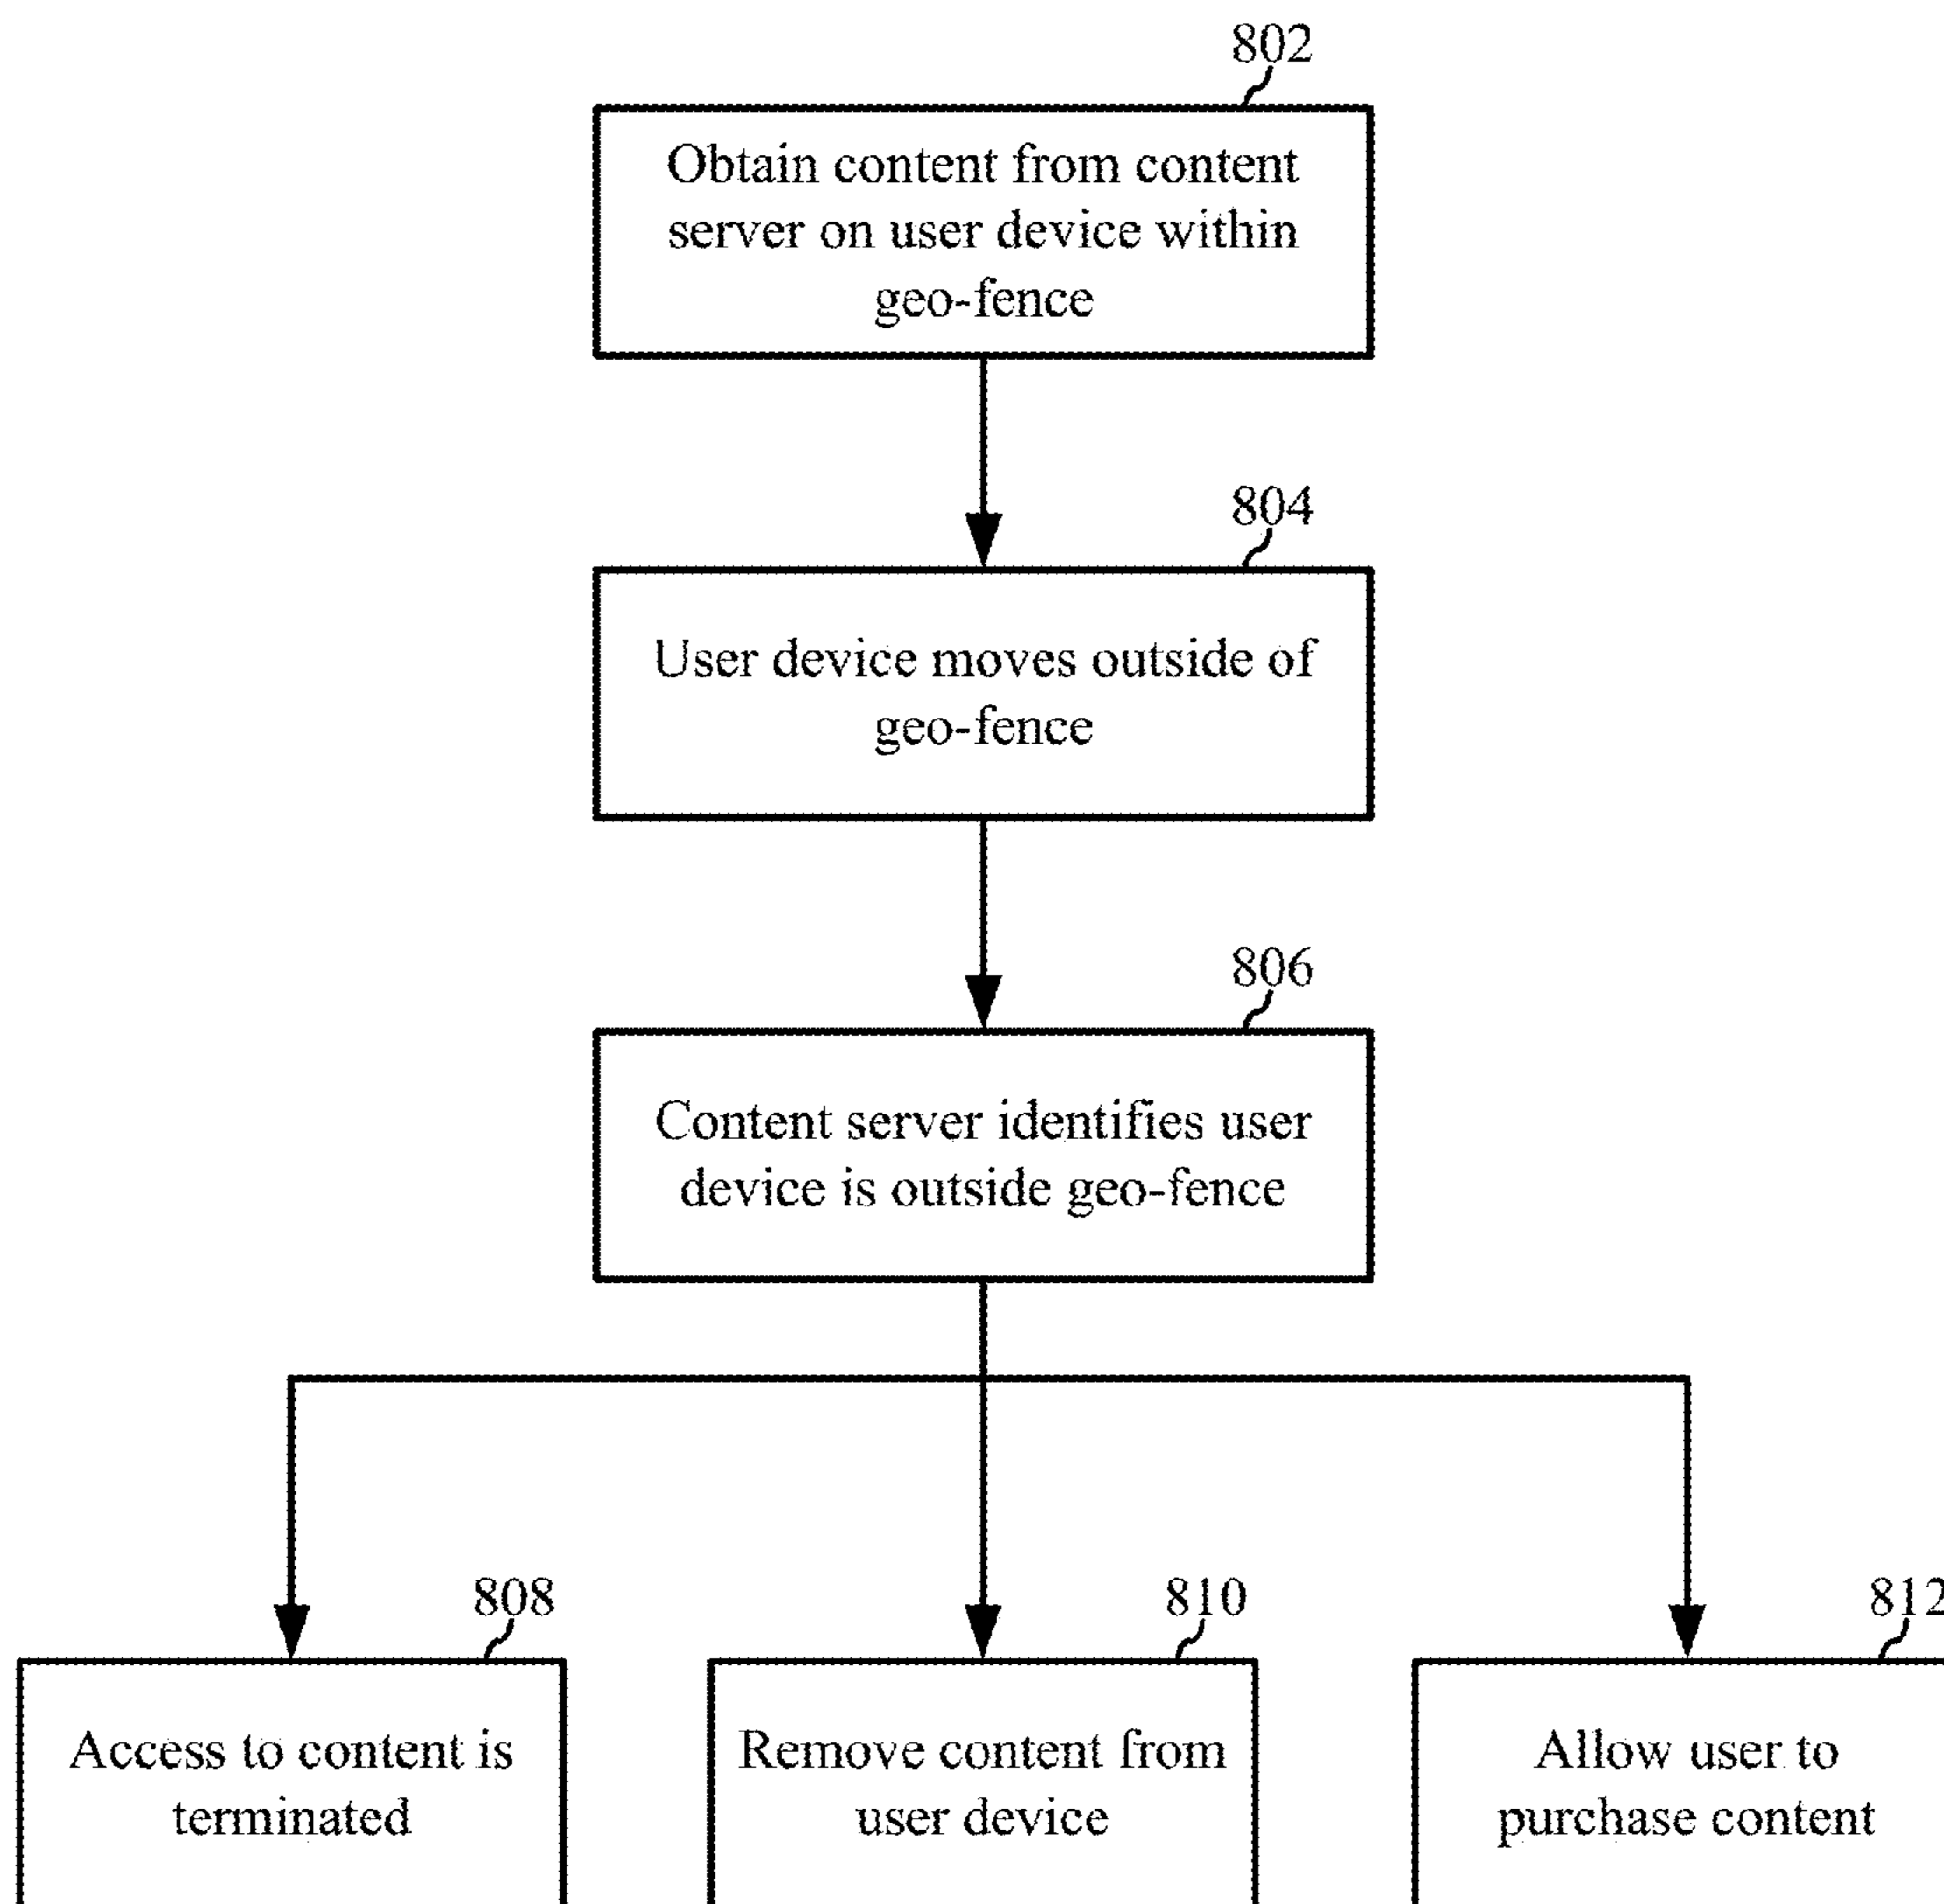 802
Obtain content from content
server on user device within
geo-fence
804
User device moves outside of
geo-fence
806
Content server identifies user
device is outside geo-fence
808
Access to content is
terminated
810
Remove content from
user device
812
Allow user to
purchase content